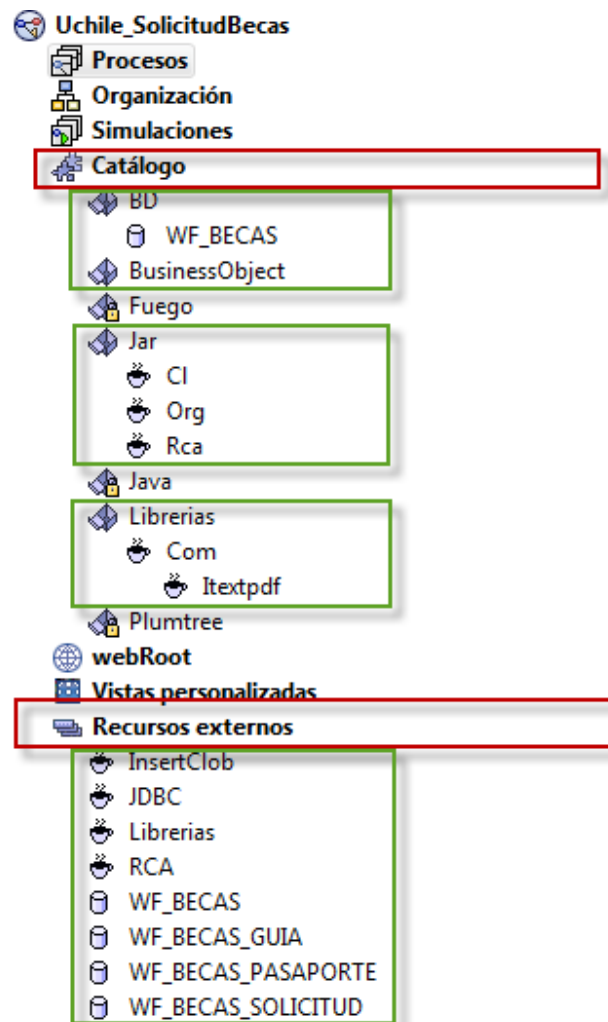 Uchile_SolicitudBecas
Procesos
Organización
Simulaciones
Catálogo
BD
WF_BECAS
BusinessObject
Fuego
Jar
Cl
Org
Rca
Java
Librerias
Com
Itextpdf
Plumtree
webRoot
Vistas personalizadas
Recursos externos
InsertClob
JDBC
Librerias
RCA
WF_BECAS
WF_BECAS_GUIA
WF_BECAS_PASAPORTE
WF_BECAS_SOLICITUD